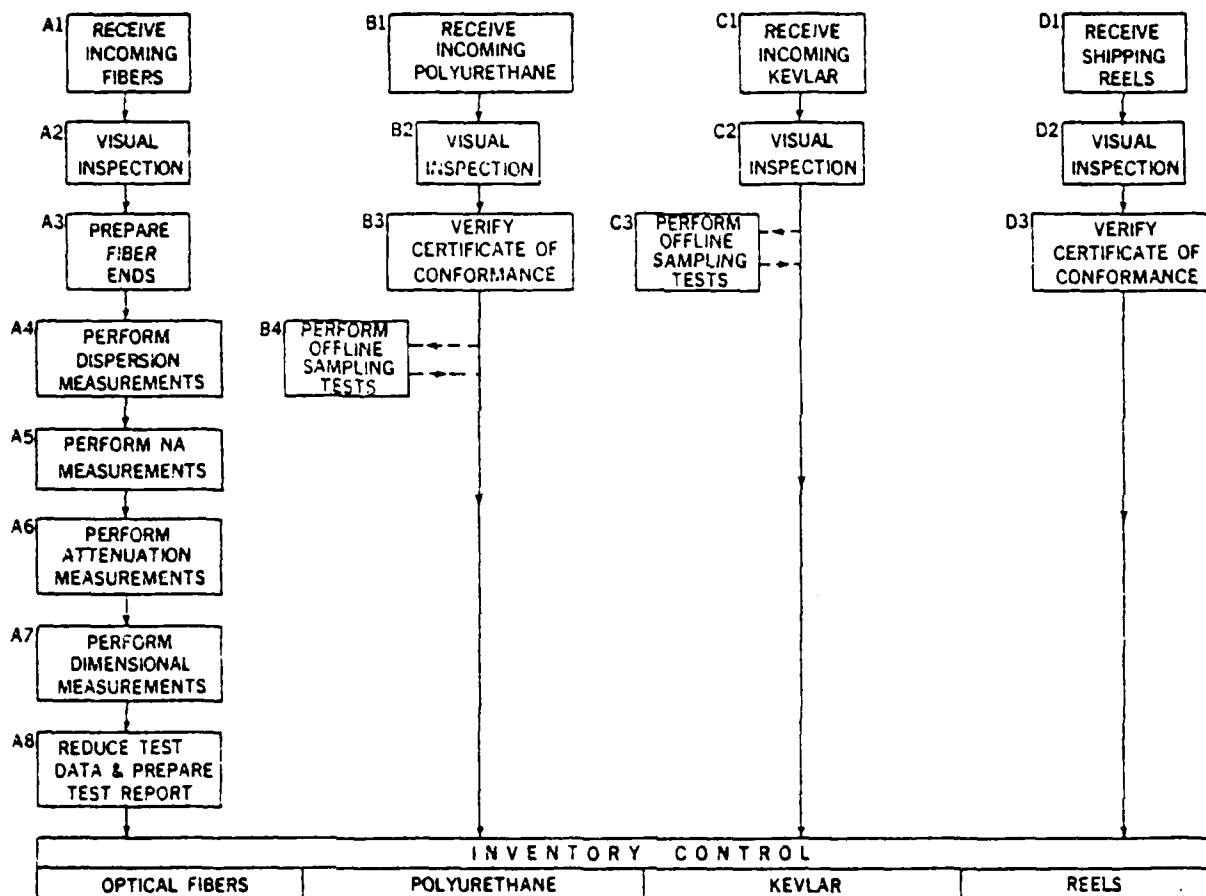 A1
RECEIVE
INCOMING
FIBERS
A2
VISUAL
INSPECTION
A3
PREPARE
FIBER
ENDS
A4
PERFORM
DISPERSION
MEASUREMENTS
A5
PERFORM NA
MEASUREMENTS
A6
PERFORM
ATTENUATION
MEASUREMENTS
A7
PERFORM
DIMENSIONAL
MEASUREMENTS
A8
REDUCE TEST
DATA & PREPARE
TEST REPORT
B1
RECEIVE
INCOMING
POLYURETHANE
B2
VISUAL
INSPECTION
B3
VERIFY
CERTIFICATE OF
CONFORMANCE
B4
PERFORM
OFFLINE
SAMPLING
TESTS
C1
RECEIVE
INCOMING
KEVLAR
C2
VISUAL
INSPECTION
C3
PERFORM
OFFLINE
SAMPLING
TESTS
D1
RECEIVE
SHIPPING
REELS
D2
VISUAL
INSPECTION
D3
VERIFY
CERTIFICATE OF
CONFORMANCE
INVENTORY CONTROL
OPTICAL FIBERS
POLYURETHANE
KEVLAR
REELS